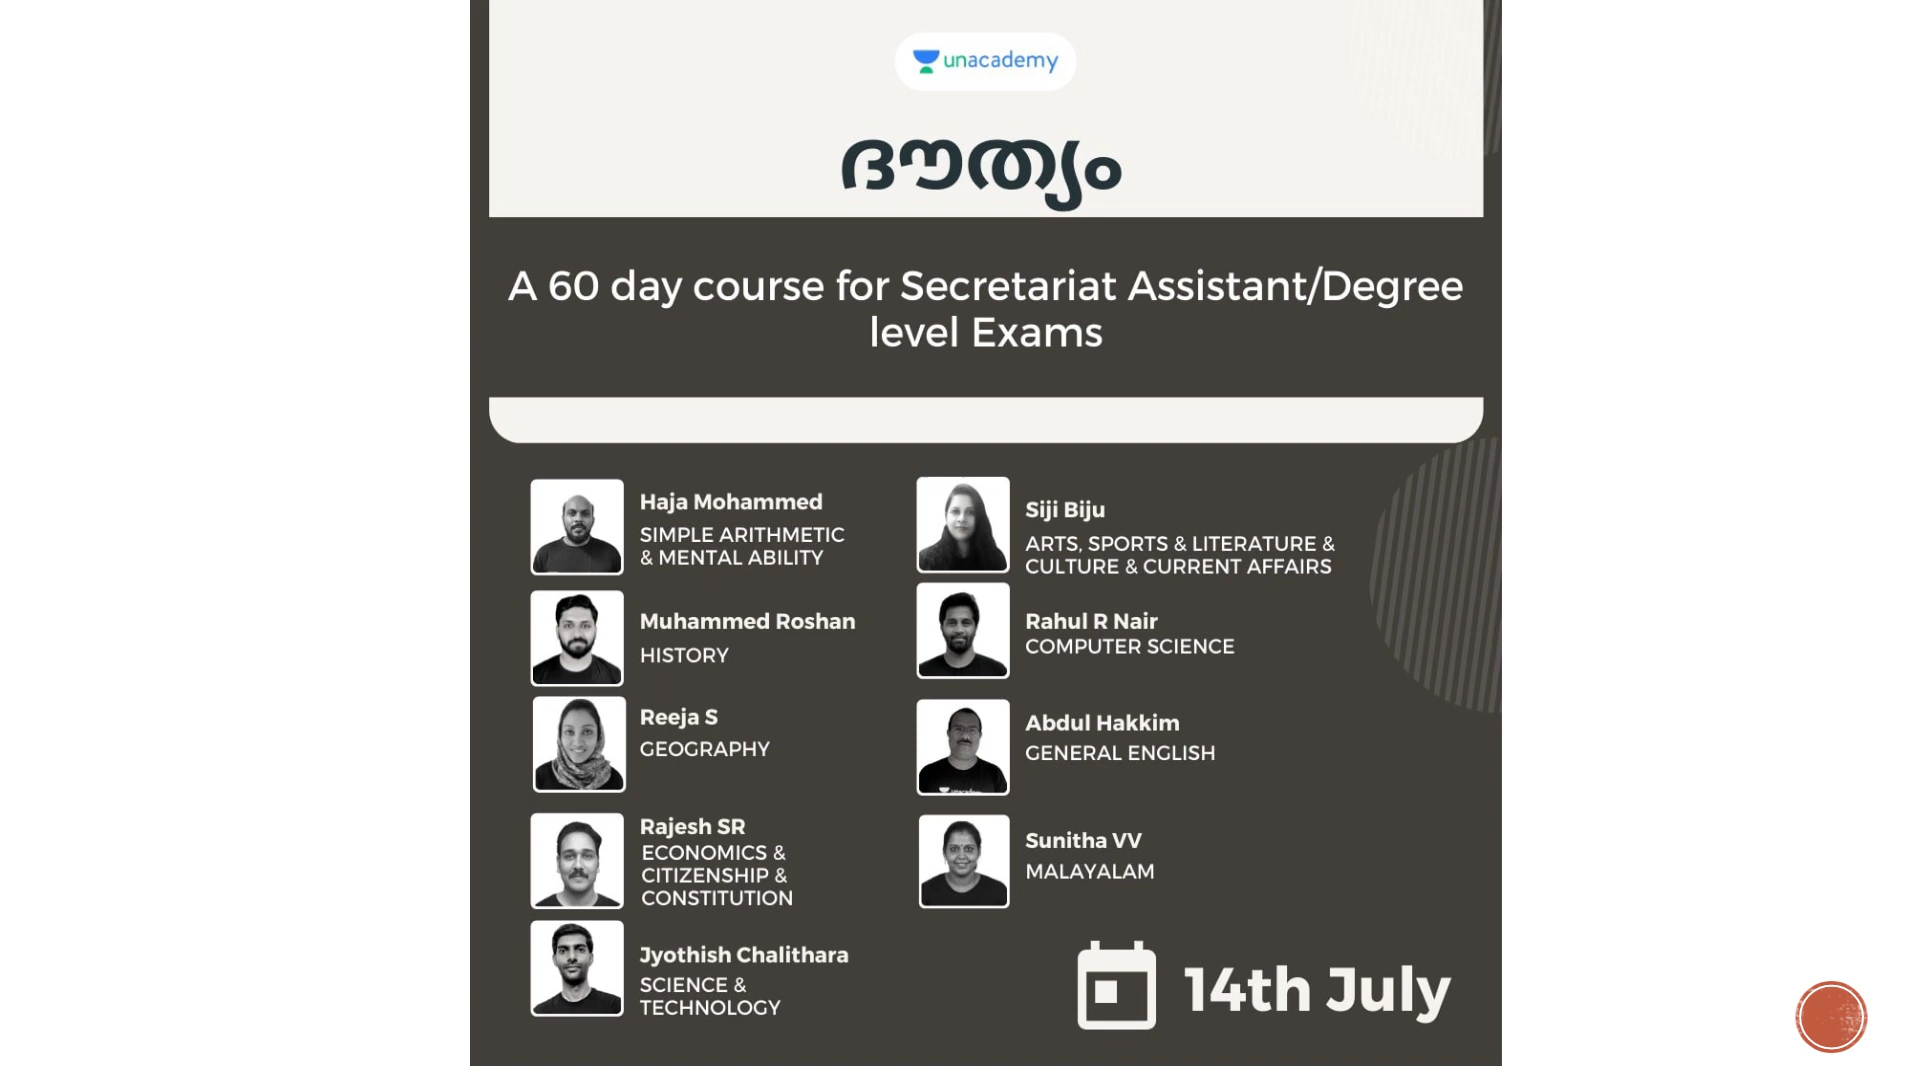 unacademy
ദൗത്യം
A 60 day course for Secretariat Assistant/Degree
level Exams
Haja Mohammed
SIMPLE ARITHMETIC
& MENTAL ABILITY
Muhammed Roshan
HISTORY
Reeja S
GEOGRAPHY
Rajesh SR
ECONOMICS &
CITIZENSHIP &
CONSTITUTION
Jyothish Chalithara
SCIENCE &
TECHNOLOGY
Siji Biju
ARTS, SPORTS & LITERATURE &
CULTURE & CURRENT AFFAIRS
Rahul R Nair
COMPUTER SCIENCE
Abdul Hakkim
GENERAL ENGLISH
Sunitha VV
MALAYALAM
14th July